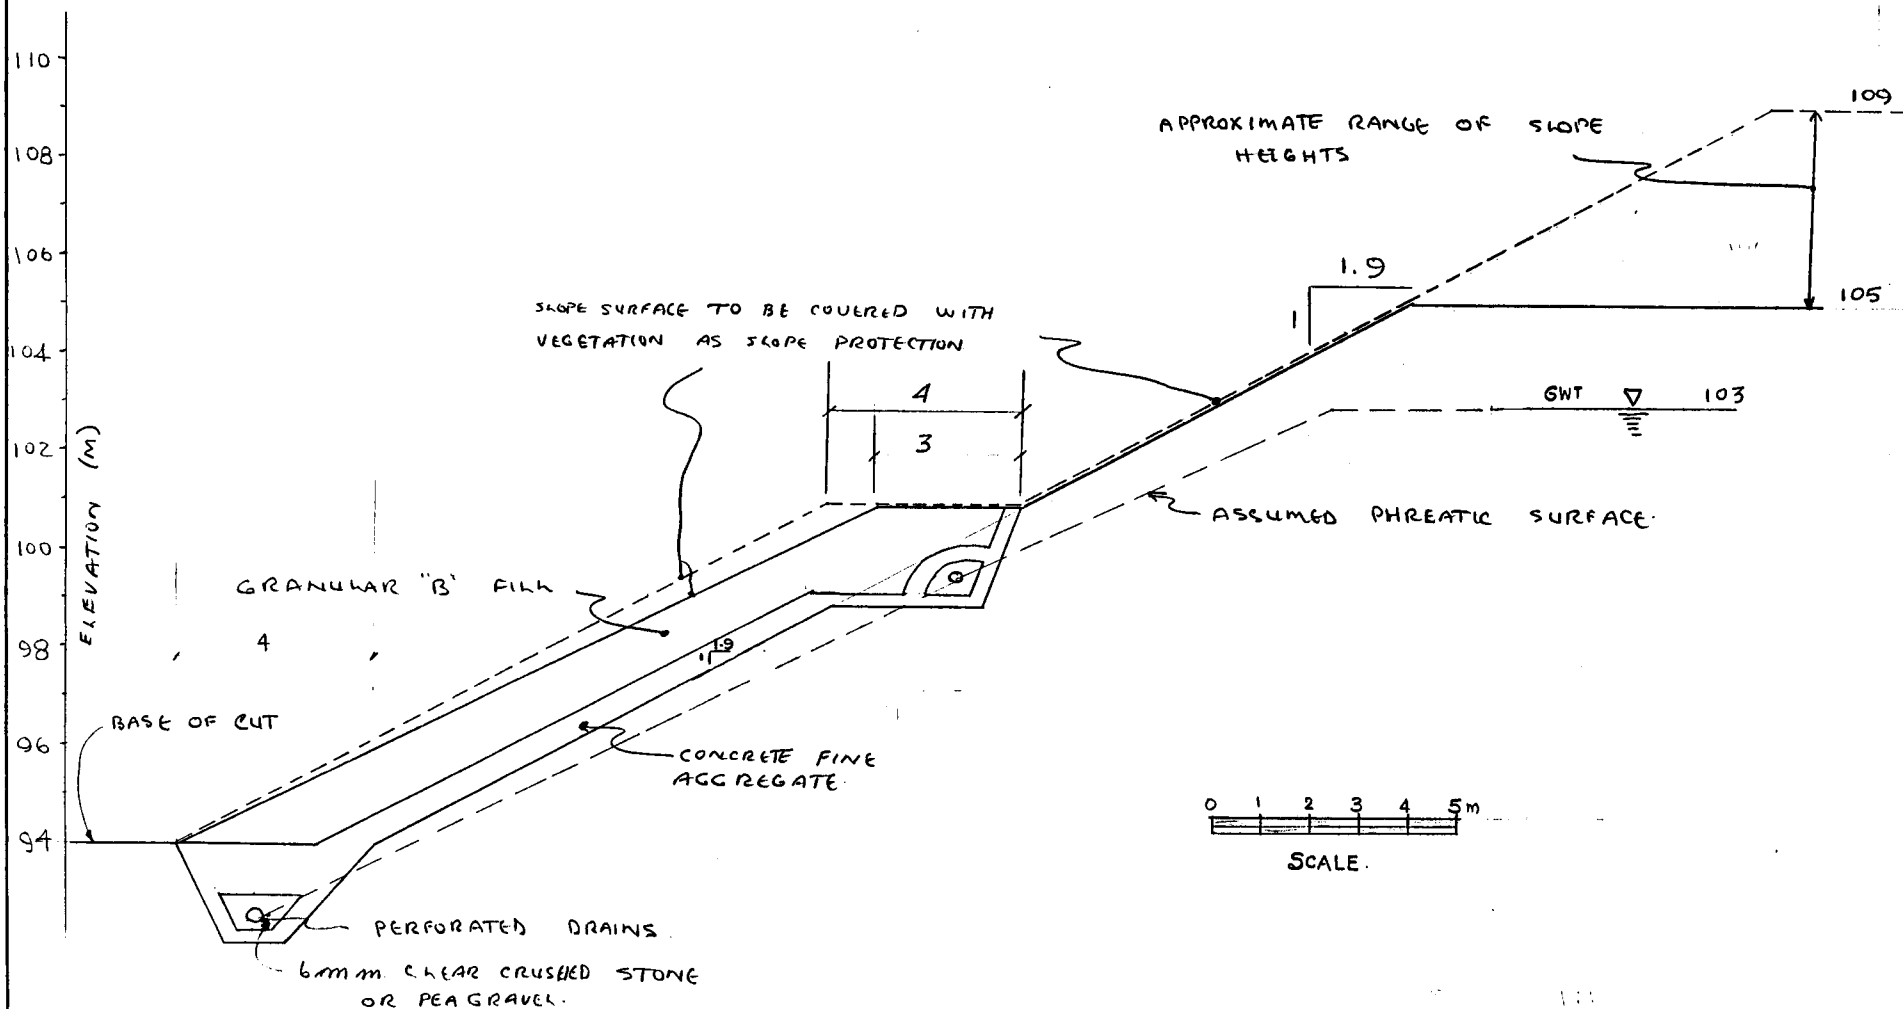 110
109
APPROXIMATE RANGE OF SLOPE
HEIGHTS
108
106
1.9
1
105
SLOPE SURFACE TO BE COVERED WITH
VEGETATION AS SLOPE PROTECTION
104
4
3
GWT 103
102
ELEVATION (M)
ASSUMED PHREATIC SURFACE.
100
GRANULAR "B" FILL
98
4
1.9
1
BASE OF CUT
96
CONCRETE FINE
AGGREGATE.
94
0 1 2 3 4 5m
SCALE.
PERFORATED DRAINS
6mm. CLEAR CRUSHED STONE
OR PEA GRAVEL.